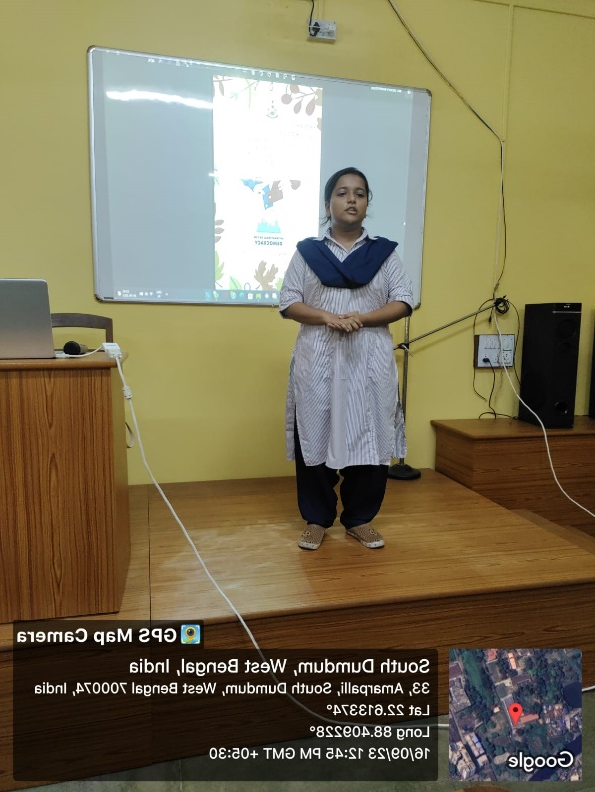 DEMOCRACY
GPS Map Camera
South Dumdum, West Bengal, India
33, Amarpalli, South Dumdum, West Bengal 700074, India
Lat 22.613374°
Long 88.409228°
16/09/23 12:45 PM GMT +05:30
Google